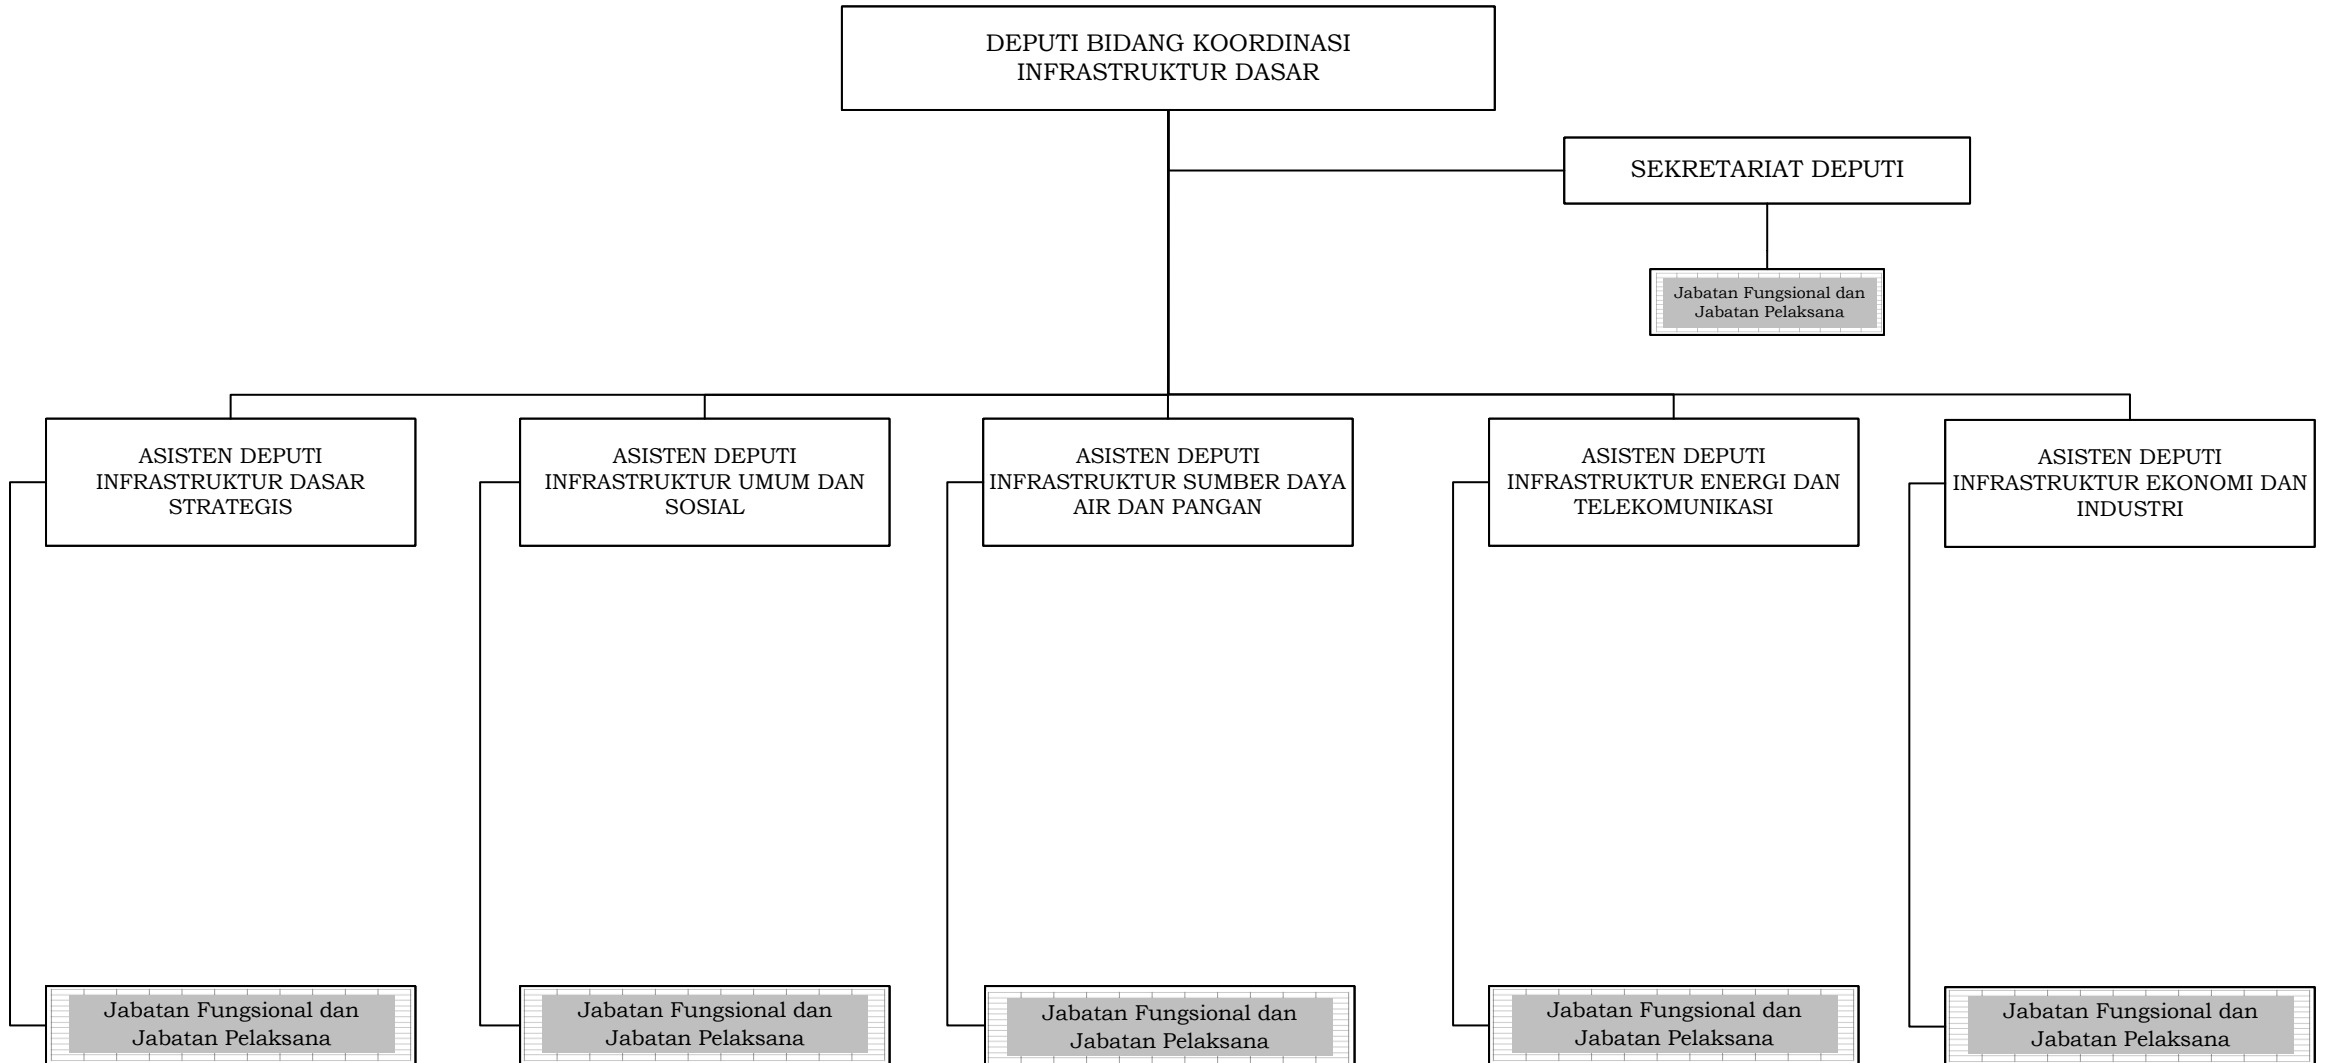 DEPUTI BIDANG KOORDINASI
INFRASTRUKTUR DASAR
SEKRETARIAT DEPUTI
Jabatan Fungsional dan
Jabatan Pelaksana
ASISTEN DEPUTI
INFRASTRUKTUR DASAR
STRATEGIS
ASISTEN DEPUTI
INFRASTRUKTUR UMUM DAN
SOSIAL
ASISTEN DEPUTI
INFRASTRUKTUR SUMBER DAYA
AIR DAN PANGAN
ASISTEN DEPUTI
INFRASTRUKTUR ENERGI DAN
TELEKOMUNIKASI
ASISTEN DEPUTI
INFRASTRUKTUR EKONOMI DAN
INDUSTRI
Jabatan Fungsional dan
Jabatan Pelaksana
Jabatan Fungsional dan
Jabatan Pelaksana
Jabatan Fungsional dan
Jabatan Pelaksana
Jabatan Fungsional dan
Jabatan Pelaksana
Jabatan Fungsional dan
Jabatan Pelaksana